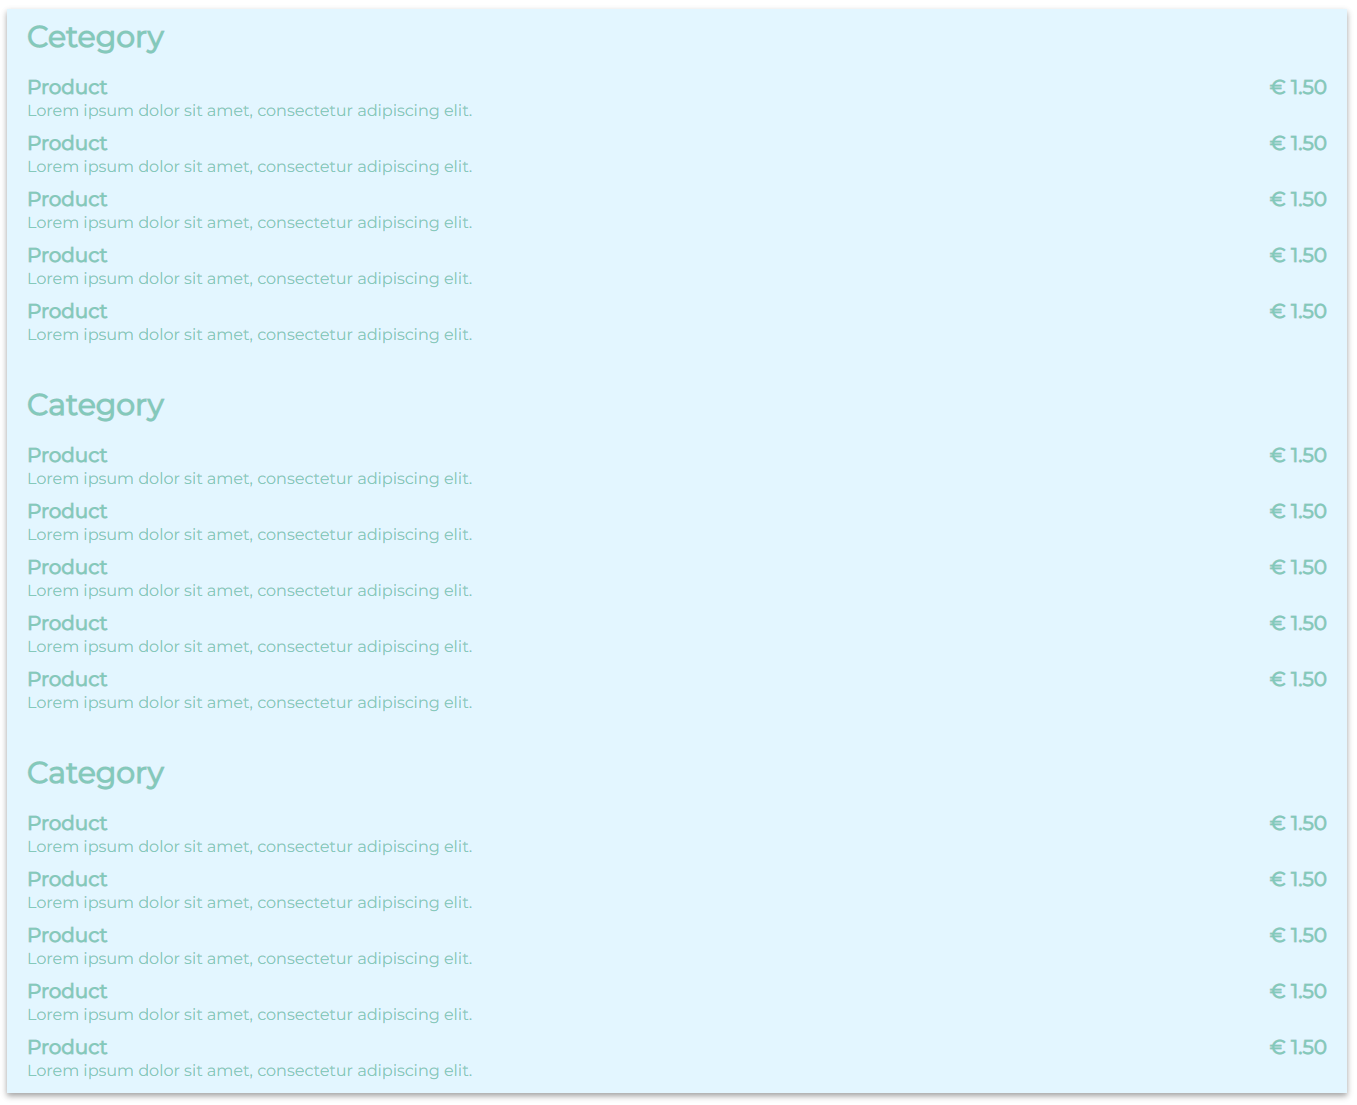 Cetegory
Product € 1.50
Lorem ipsum dolor sit amet, consectetur adipiscing elit.
Product € 1.50
Lorem ipsum dolor sit amet, consectetur adipiscing elit.
Product € 1.50
Lorem ipsum dolor sit amet, consectetur adipiscing elit.
Product € 1.50
Lorem ipsum dolor sit amet, consectetur adipiscing elit.
Product € 1.50
Lorem ipsum dolor sit amet, consectetur adipiscing elit.
Category
Product € 1.50
Lorem ipsum dolor sit amet, consectetur adipiscing elit.
Product € 1.50
Lorem ipsum dolor sit amet, consectetur adipiscing elit.
Product € 1.50
Lorem ipsum dolor sit amet, consectetur adipiscing elit.
Product € 1.50
Lorem ipsum dolor sit amet, consectetur adipiscing elit.
Product € 1.50
Lorem ipsum dolor sit amet, consectetur adipiscing elit.
Category
Product € 1.50
Lorem ipsum dolor sit amet, consectetur adipiscing elit.
Product € 1.50
Lorem ipsum dolor sit amet, consectetur adipiscing elit.
Product € 1.50
Lorem ipsum dolor sit amet, consectetur adipiscing elit.
Product € 1.50
Lorem ipsum dolor sit amet, consectetur adipiscing elit.
Product € 1.50
Lorem ipsum dolor sit amet, consectetur adipiscing elit.